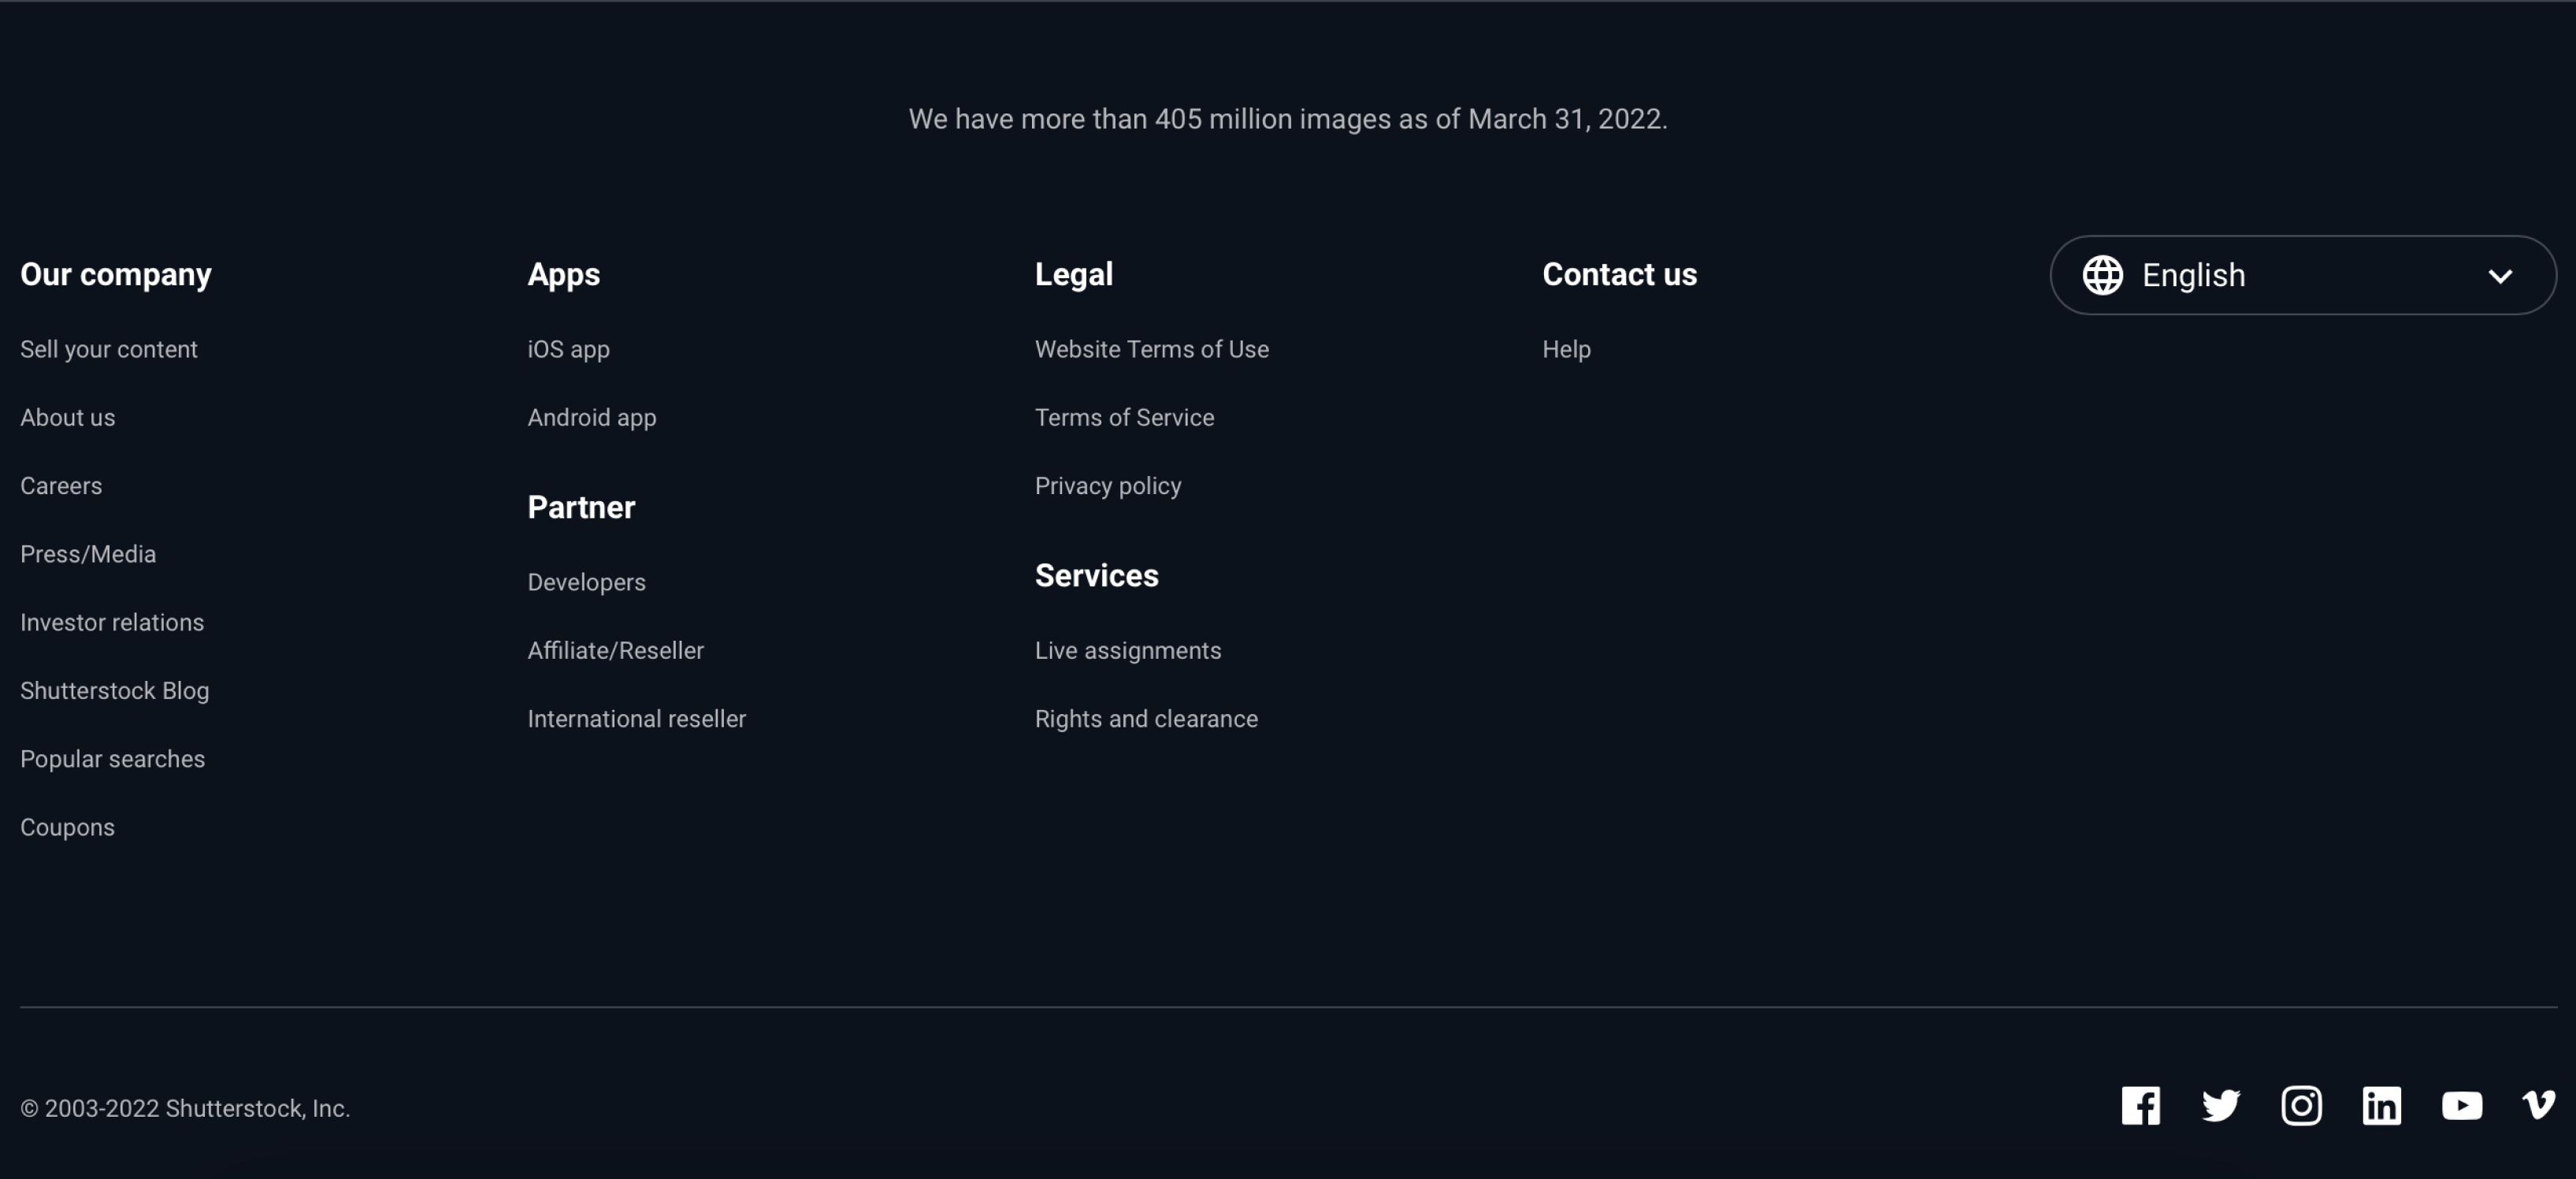 We have more than 405 million images as of March 31, 2022.
Our company
Sell your content
About us
Careers
Press/Media
Investor relations
Shutterstock Blog
Popular searches
Coupons
Apps
iOS app
Android app
Partner
Developers
Affiliate/Reseller
International reseller
Legal
Website Terms of Use
Terms of Service
Privacy policy
Services
Live assignments
Rights and clearance
Contact us
Help
English
© 2003-2022 Shutterstock, Inc.